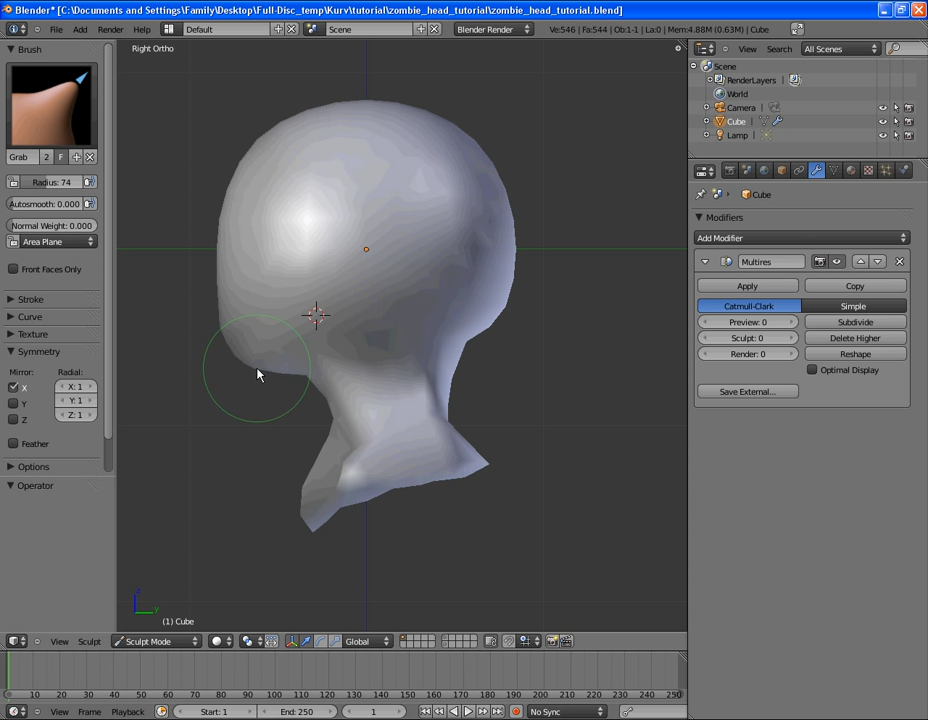 Blender* [C:\Documents and Settings\Family\Desktop\Full-Disc_temp\Kurv\tutorial\zombie_head_tutorial\zombie_head_tutorial.blend]
File Add Render Help Default Scene Blender Render Ve:546 | Fa:544 | Ob:1-1 | La:0 | Mem:4.88M (0.63M) | Cube
Brush
Grab 2 F
Radius: 74
Autosmooth: 0.000
Normal Weight: 0.000
Area Plane
Front Faces Only
Stroke
Curve
Texture
Symmetry
Mirror: Radial:
X X: 1
Y Y: 1
Z Z: 1
Feather
Options
Operator
Right Ortho
z
y
(1) Cube
View Search All Scenes
Scene
RenderLayers |
World
Camera |
Cube |
Lamp |
Cube
Modifiers
Add Modifier
Multires
Apply Copy
Catmull-Clark Simple
Preview: 0 Subdivide
Sculpt: 0 Delete Higher
Render: 0 Reshape
Optimal Display
Save External...
View Sculpt Sculpt Mode Global
0 10 20 30 40 50 60 70 80 90 100 110 120 130 140 150 160 170 180 190 200 210 220 230 240 250
View Frame Playback Start: 1 End: 250 1 No Sync